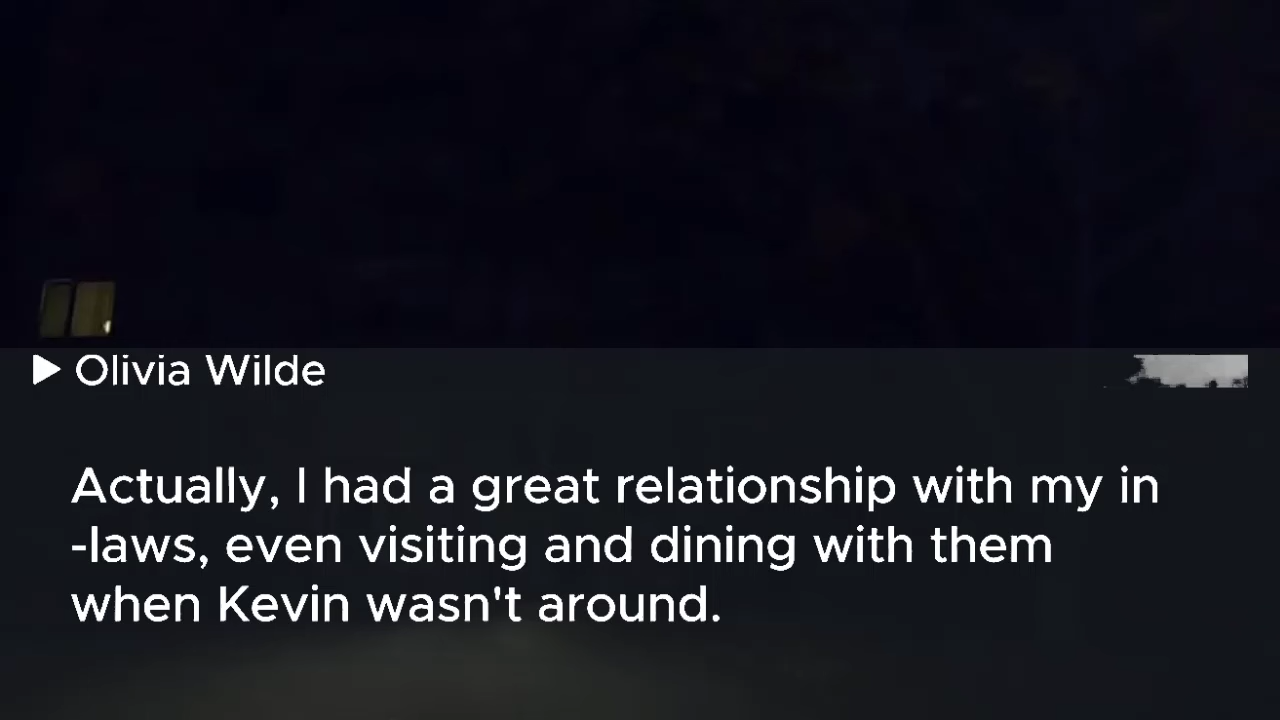 Olivia Wilde
Actually, I had a great relationship with my in
-laws, even visiting and dining with them
when Kevin wasn't around.